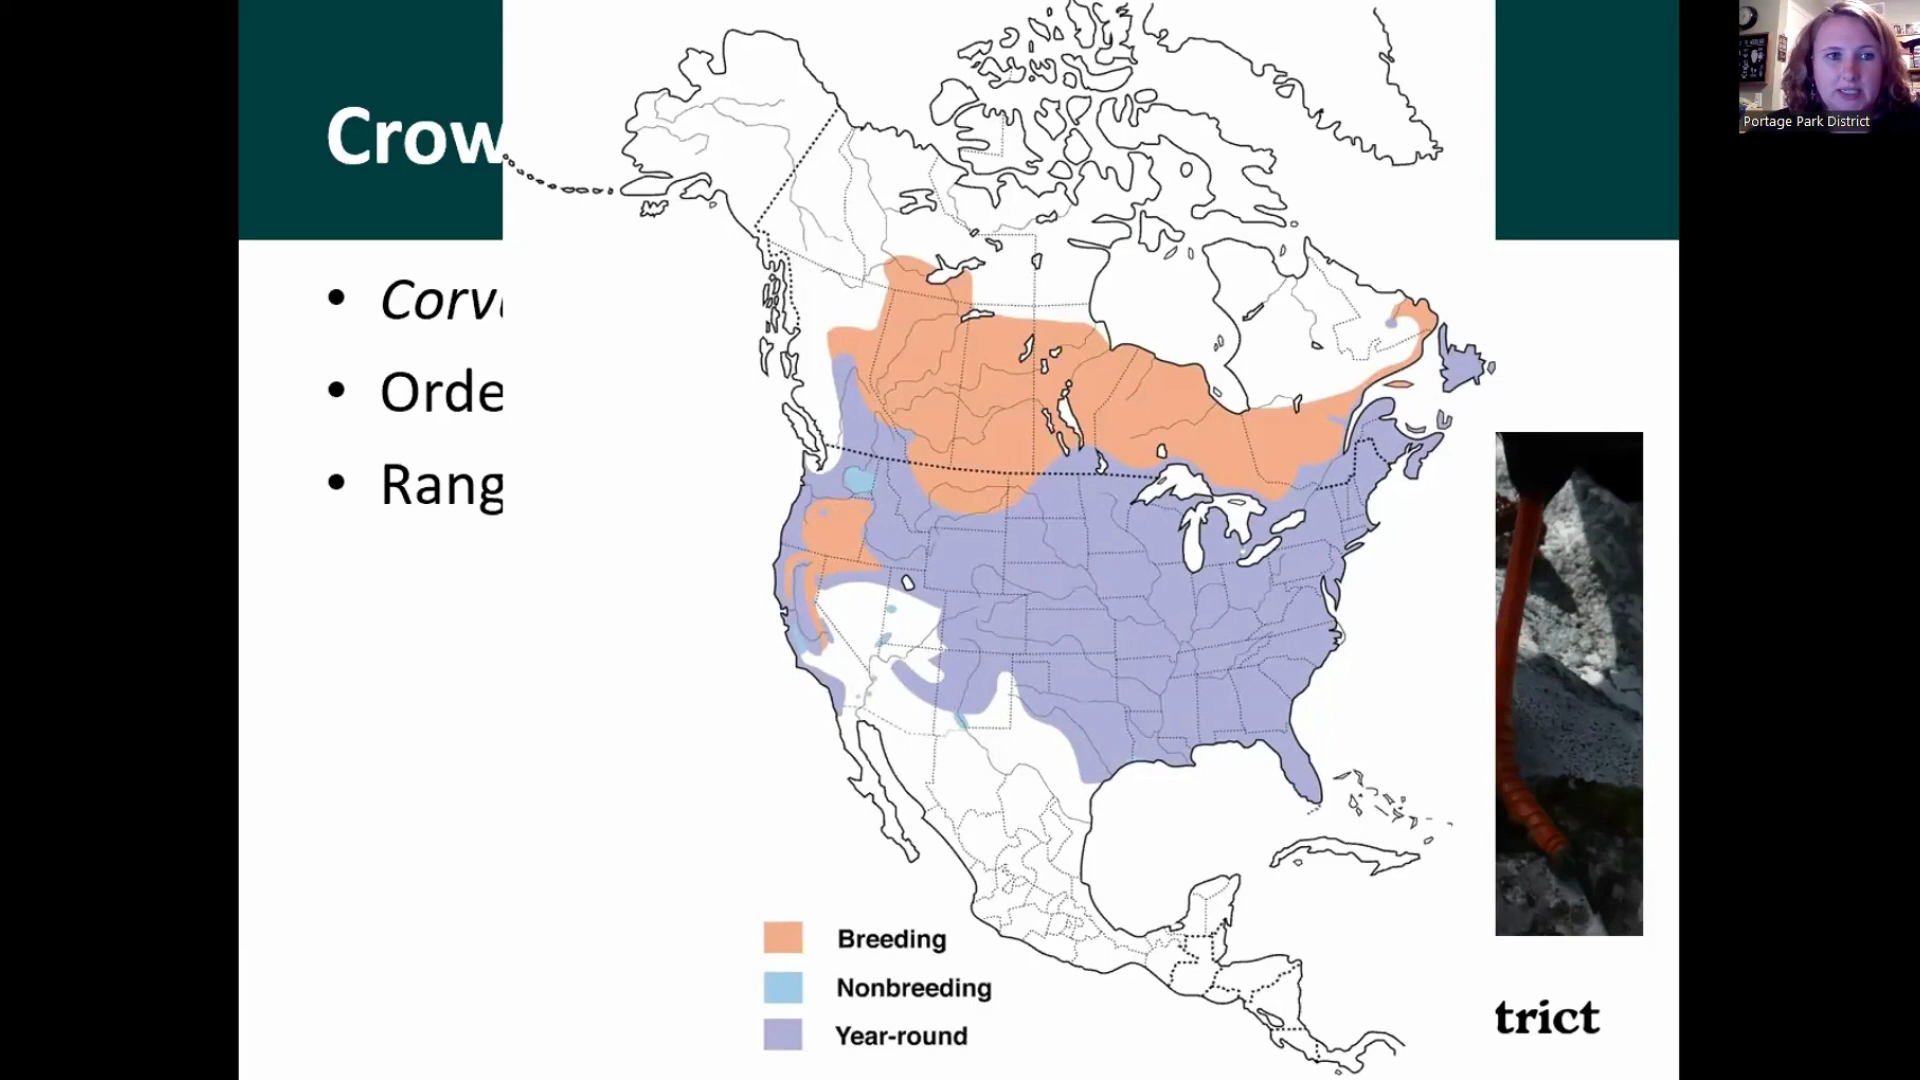 Crow
• Corv
• Orde
• Rang
Breeding
Nonbreeding
Year-round
trict
Portage Park District